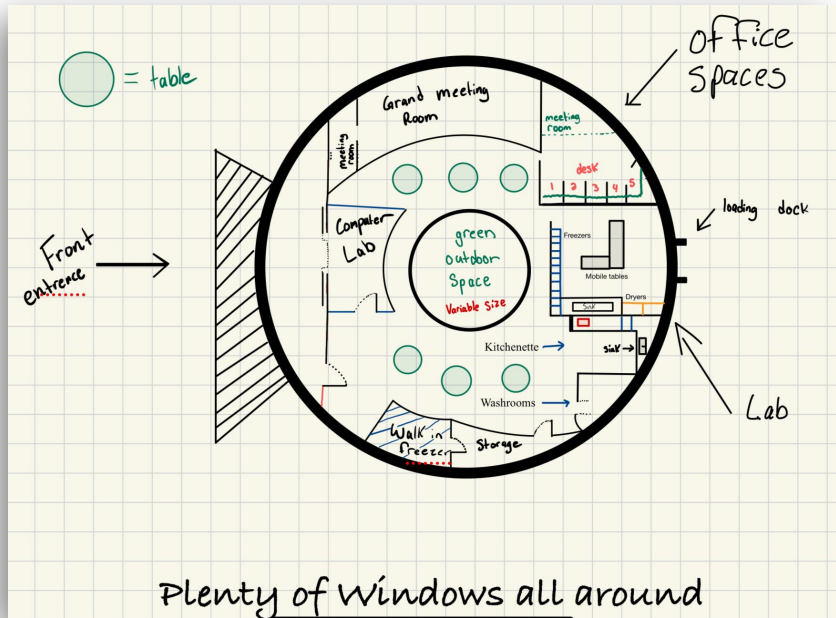 = table
office
spaces
Grand meeting
Room
meeting
room
meeting
room
desk
1 2 3 4 5
loading dock
Computer
Lab
green
outdoor
Space
Variable Size
Freezers
Mobile tables
Sink
Dryers
Front
entrence
Kitchenette
sink
Washrooms
Lab
Walk in
freezer
Storage
Plenty of Windows all around